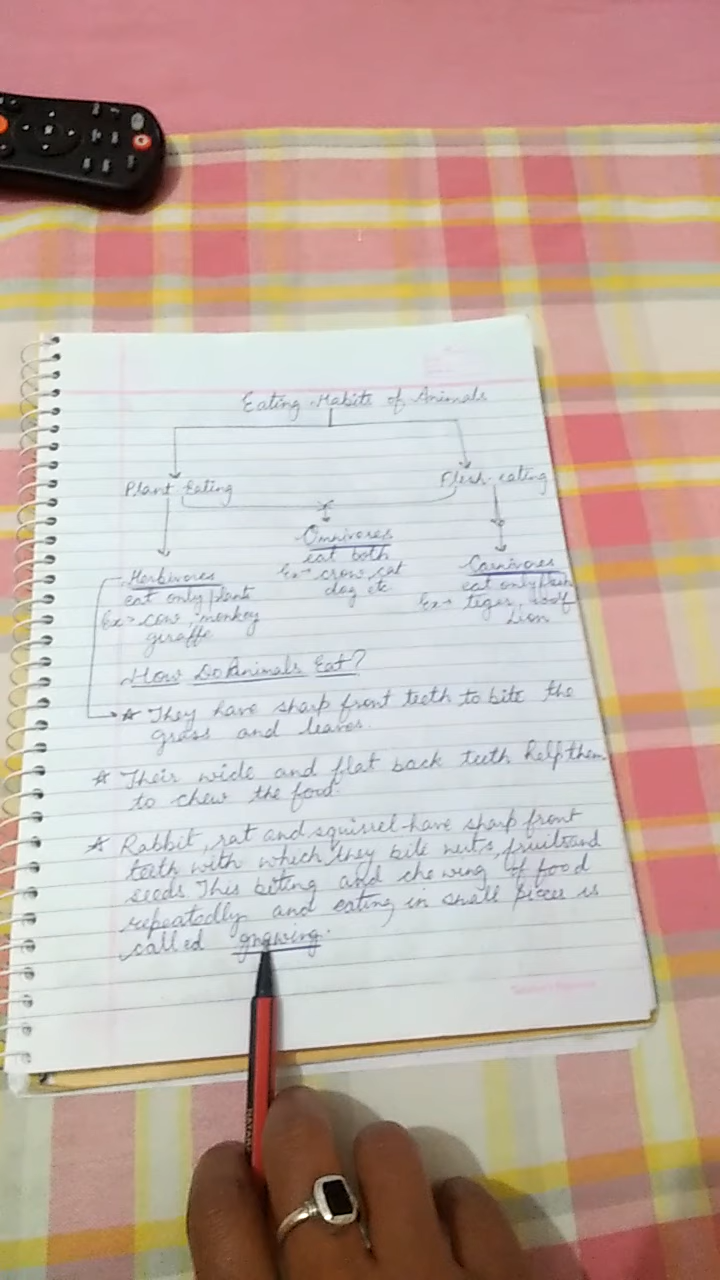 Eating Habits of Animals
Plant Eating
Flesh-eating
Omnivores
eat both
Ex→ crow, cat
dog etc
Herbivores
eat only plants
Ex→ cow, monkey
giraffe
Carnivores
eat only flesh
Ex→ tiger, wolf
Lion
How Do Animals Eat?
☆ They have sharp front teeth to bite the
grass and leaves.
☆ Their wide and flat back teeth help them
to chew the food.
☆ Rabbit, rat and squirrel have sharp front
teeth with which they bite nuts, fruits and
seeds. This biting and chewing of food
repeatedly and eating in small pieces is
called gnawing.